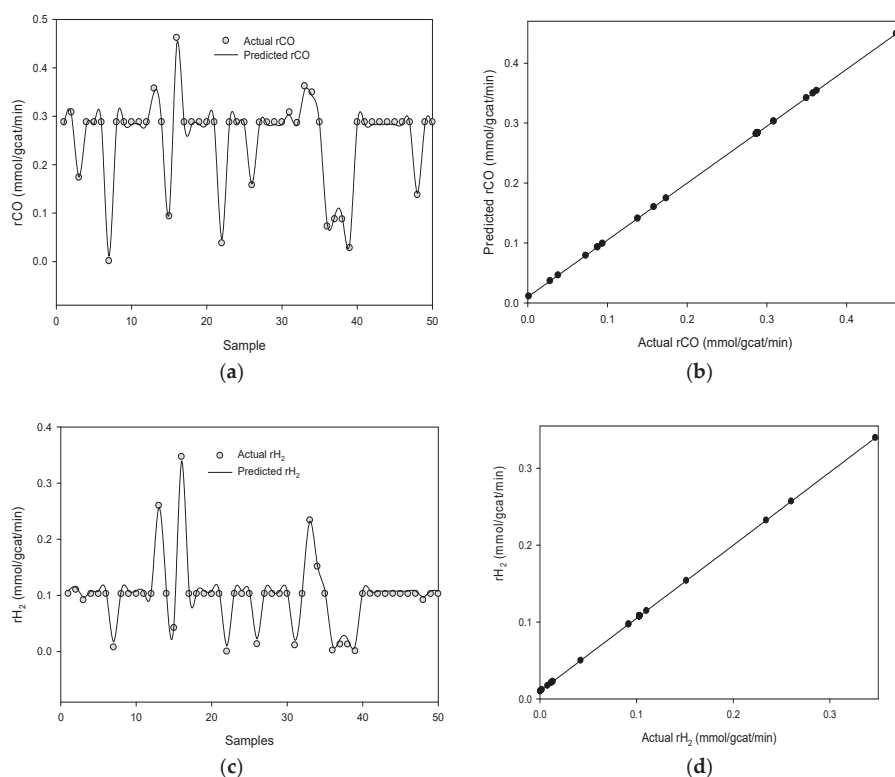 0.5
0.4
0.3
0.2
0.1
0.0
rCO (mmol/gcat/min)
Actual rCO
Predicted rCO
0 10 20 30 40 50
Sample
(a)
0.4
0.3
0.2
0.1
0.0
Predicted rCO (mmol/gcat/min)
0.0 0.1 0.2 0.3 0.4
Actual rCO (mmol/gcat/min)
(b)
0.4
0.3
0.2
0.1
0.0
rH₂ (mmol/gcat/min)
Actual rH₂
Predicted rH₂
0 10 20 30 40 50
Samples
(c)
0.3
0.2
0.1
0.0
rH₂ (mmol/gcat/min)
0.0 0.1 0.2 0.3
Actual rH₂ (mmol/gcat/min)
(d)